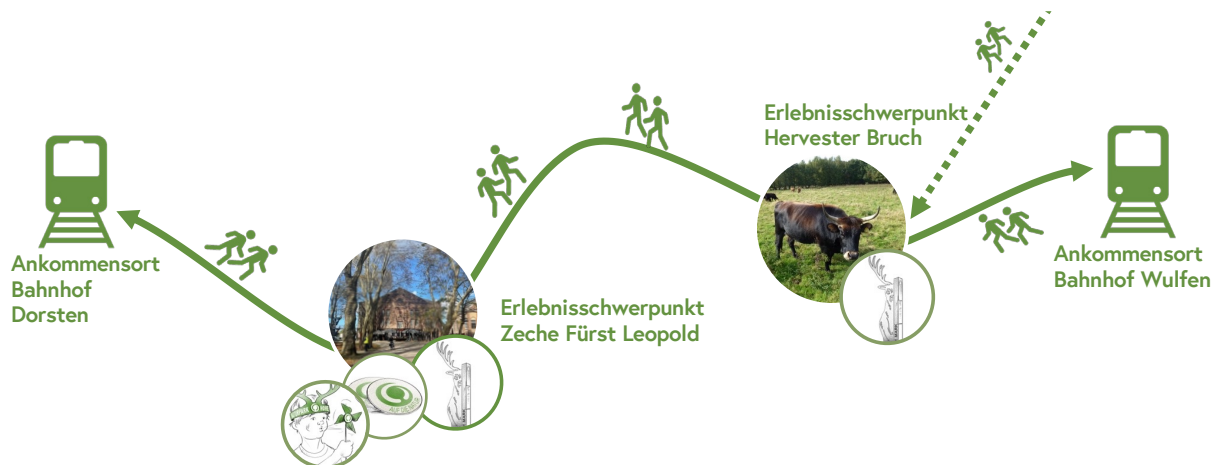 Erlebnisschwerpunkt
Hervester Bruch
Ankommensort
Bahnhof
Dorsten
Ankommensort
Bahnhof Wulfen
Erlebnisschwerpunkt
Zeche Fürst Leopold